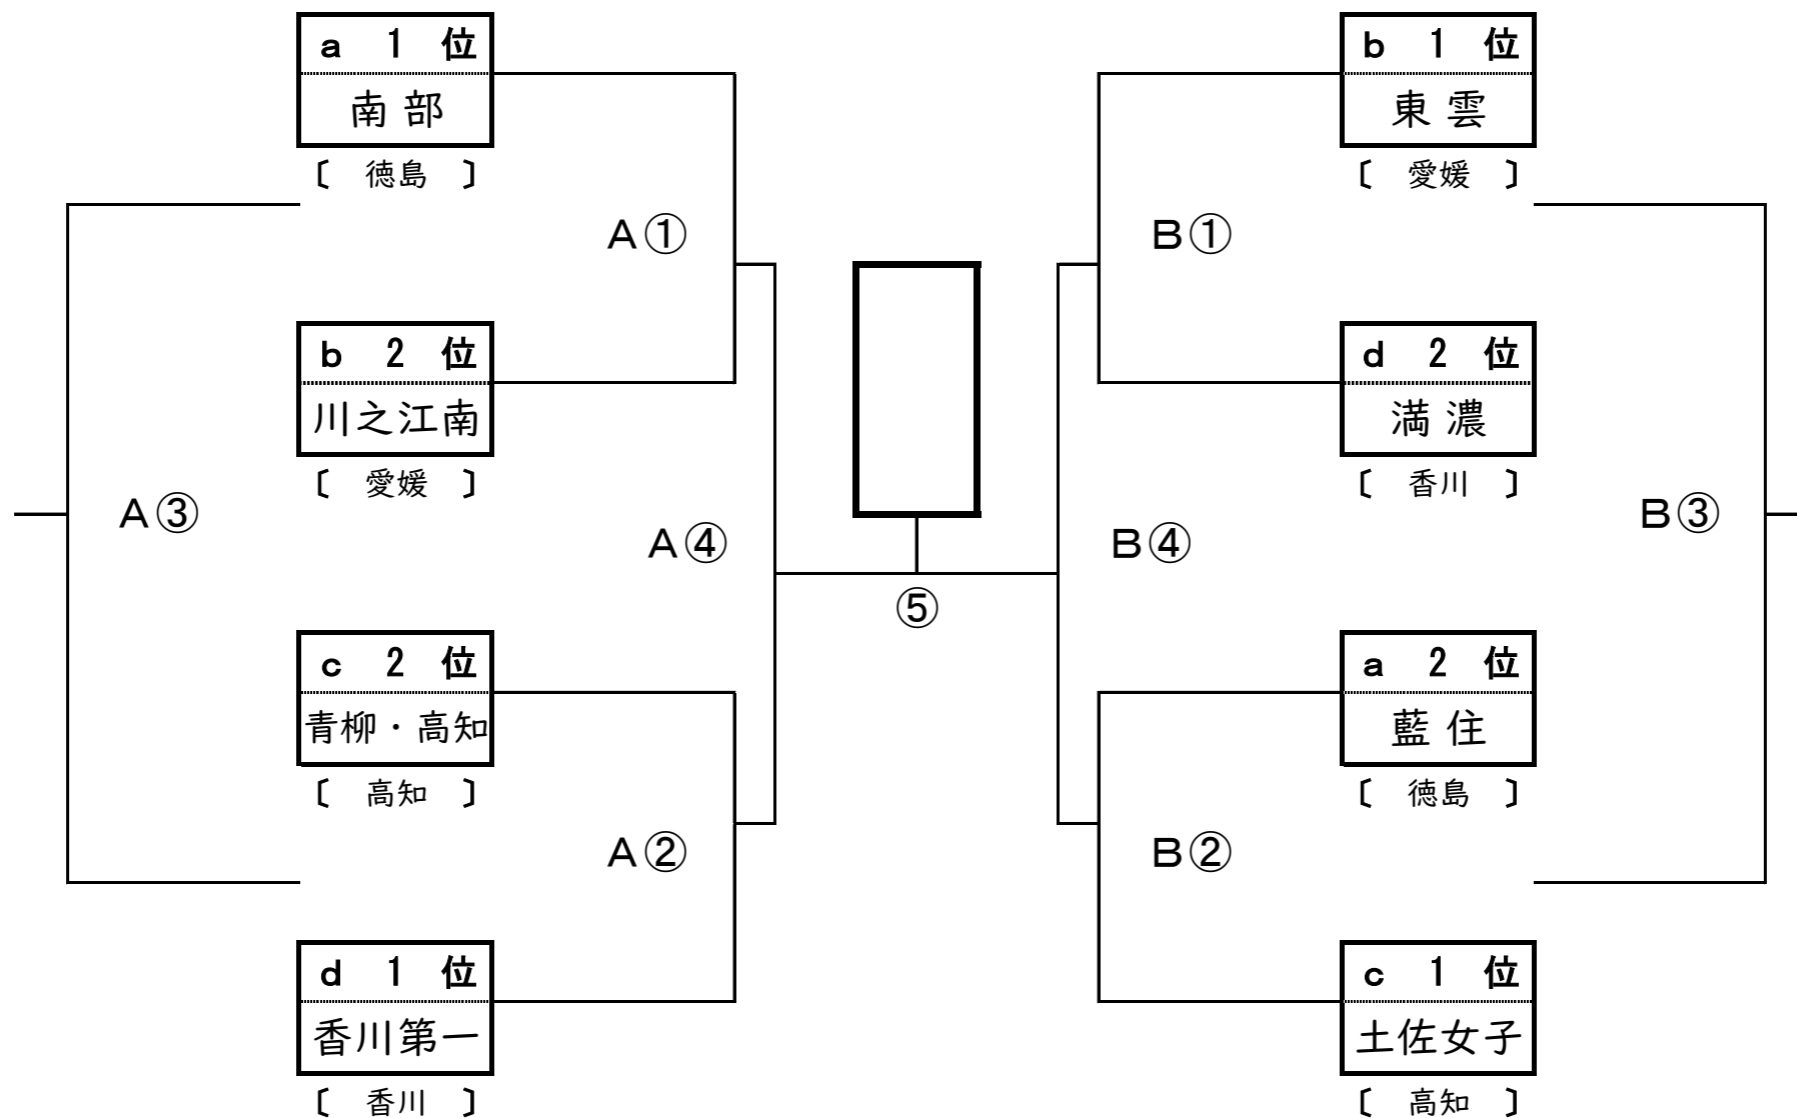 a 1 位
南部
〔 徳島 〕
b 1 位
東雲
〔 愛媛 〕
A①
B①
b 2 位
川之江南
〔 愛媛 〕
d 2 位
満濃
〔 香川 〕
A③
A④
B④
B③
⑤
c 2 位
青柳・高知
〔 高知 〕
a 2 位
藍住
〔 徳島 〕
A②
B②
d 1 位
香川第一
〔 香川 〕
c 1 位
土佐女子
〔 高知 〕